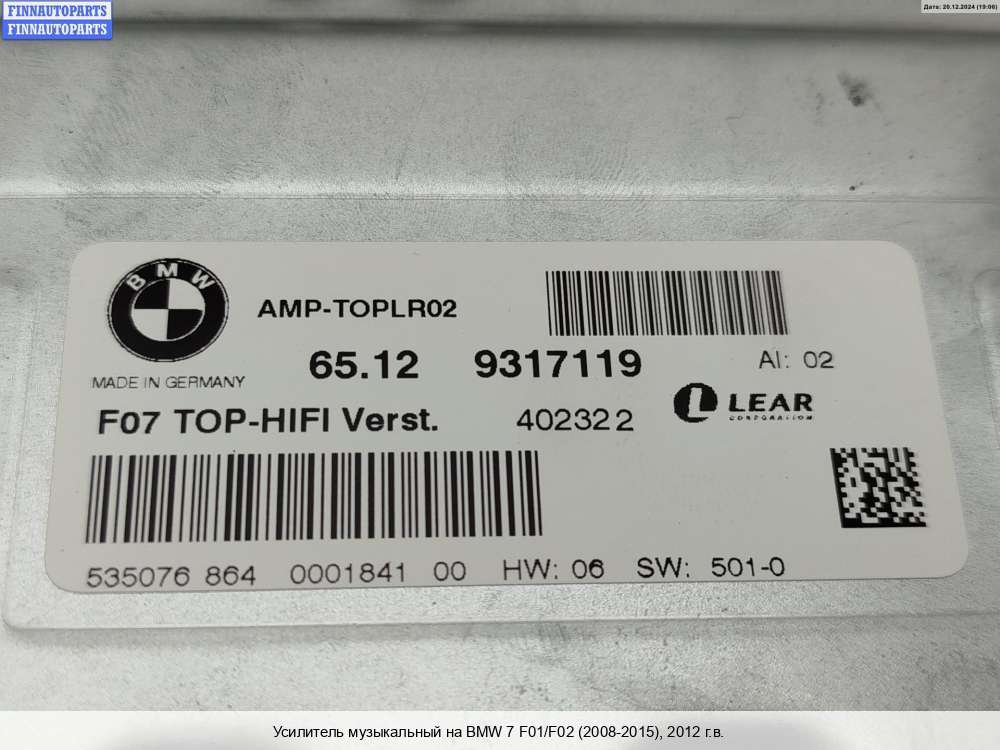 FINNAUTOPARTS
FINNAUTOPARTS
Дата: 20.12.2024 (19:06)
BMW
AMP-TOPLR02
65.12 9317119 AI: 02
MADE IN GERMANY
F07 TOP-HIFI Verst. 402322
LEAR
CORPORATION
535076 864 0001841 00 HW: 06 SW: 501-0
Усилитель музыкальный на BMW 7 F01/F02 (2008-2015), 2012 г.в.